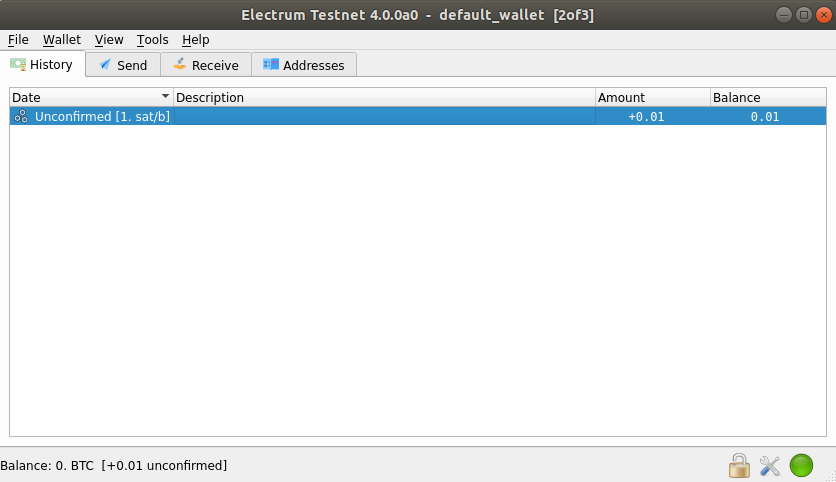 Electrum Testnet 4.0.0a0 - default_wallet [2of3]
File Wallet View Tools Help
History Send Receive Addresses
Date Description Amount Balance
Unconfirmed [1. sat/b] +0.01 0.01
Balance: 0. BTC [+0.01 unconfirmed]